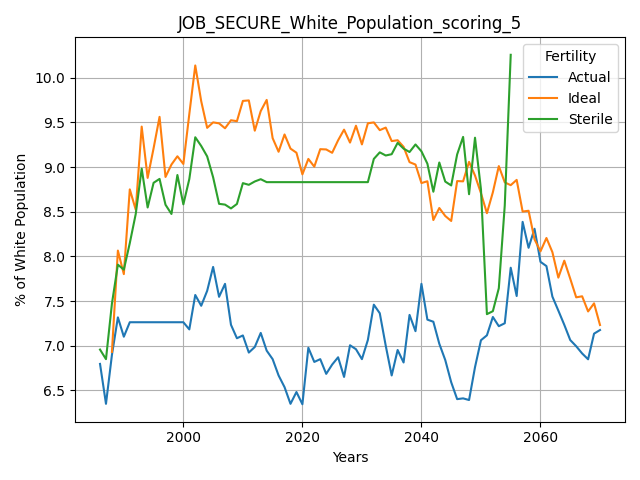 JOB_SECURE_White_Population_scoring_5
% of White Population
10.0
9.5
9.0
8.5
8.0
7.5
7.0
6.5
Fertility
Actual
Ideal
Sterile
2000
2020
2040
2060
Years